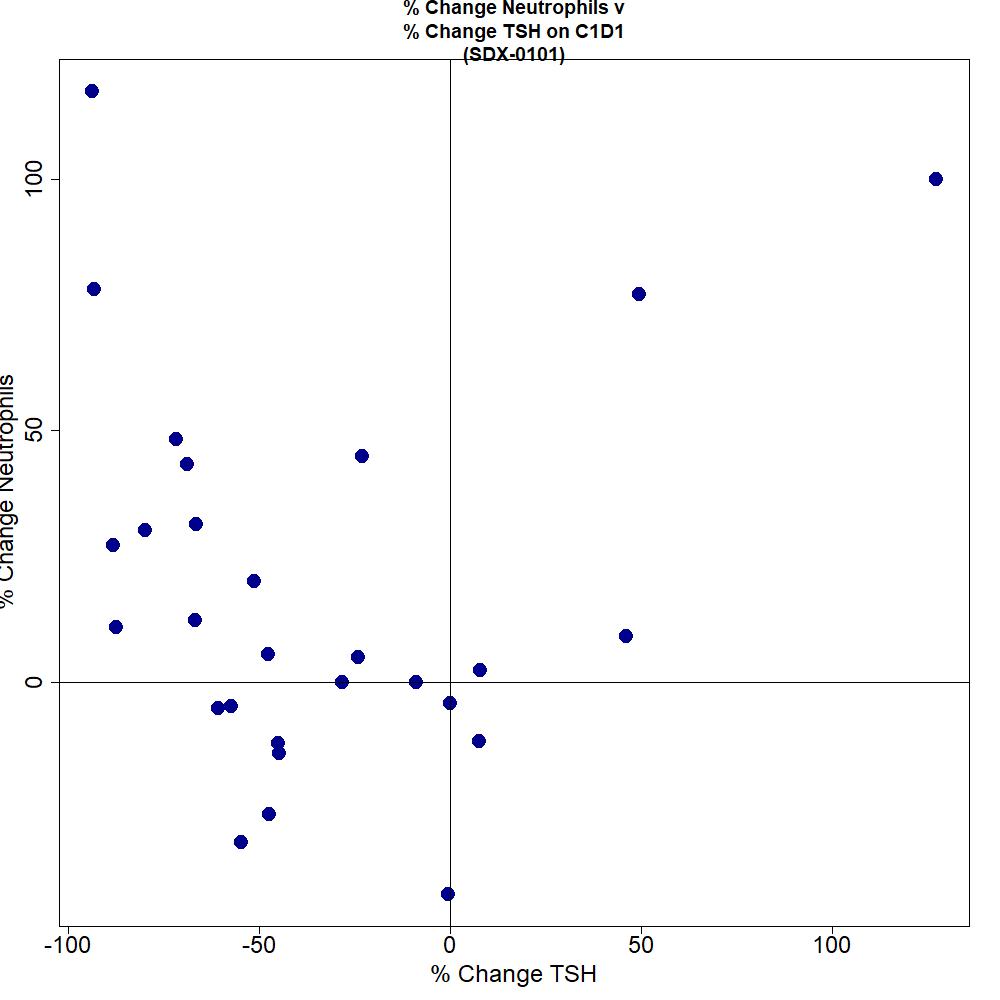 % Change Neutrophils v
% Change TSH on C1D1
(SDX-0101)
% Change Neutrophils
100
50
0
-100
-50
0
50
100
% Change TSH